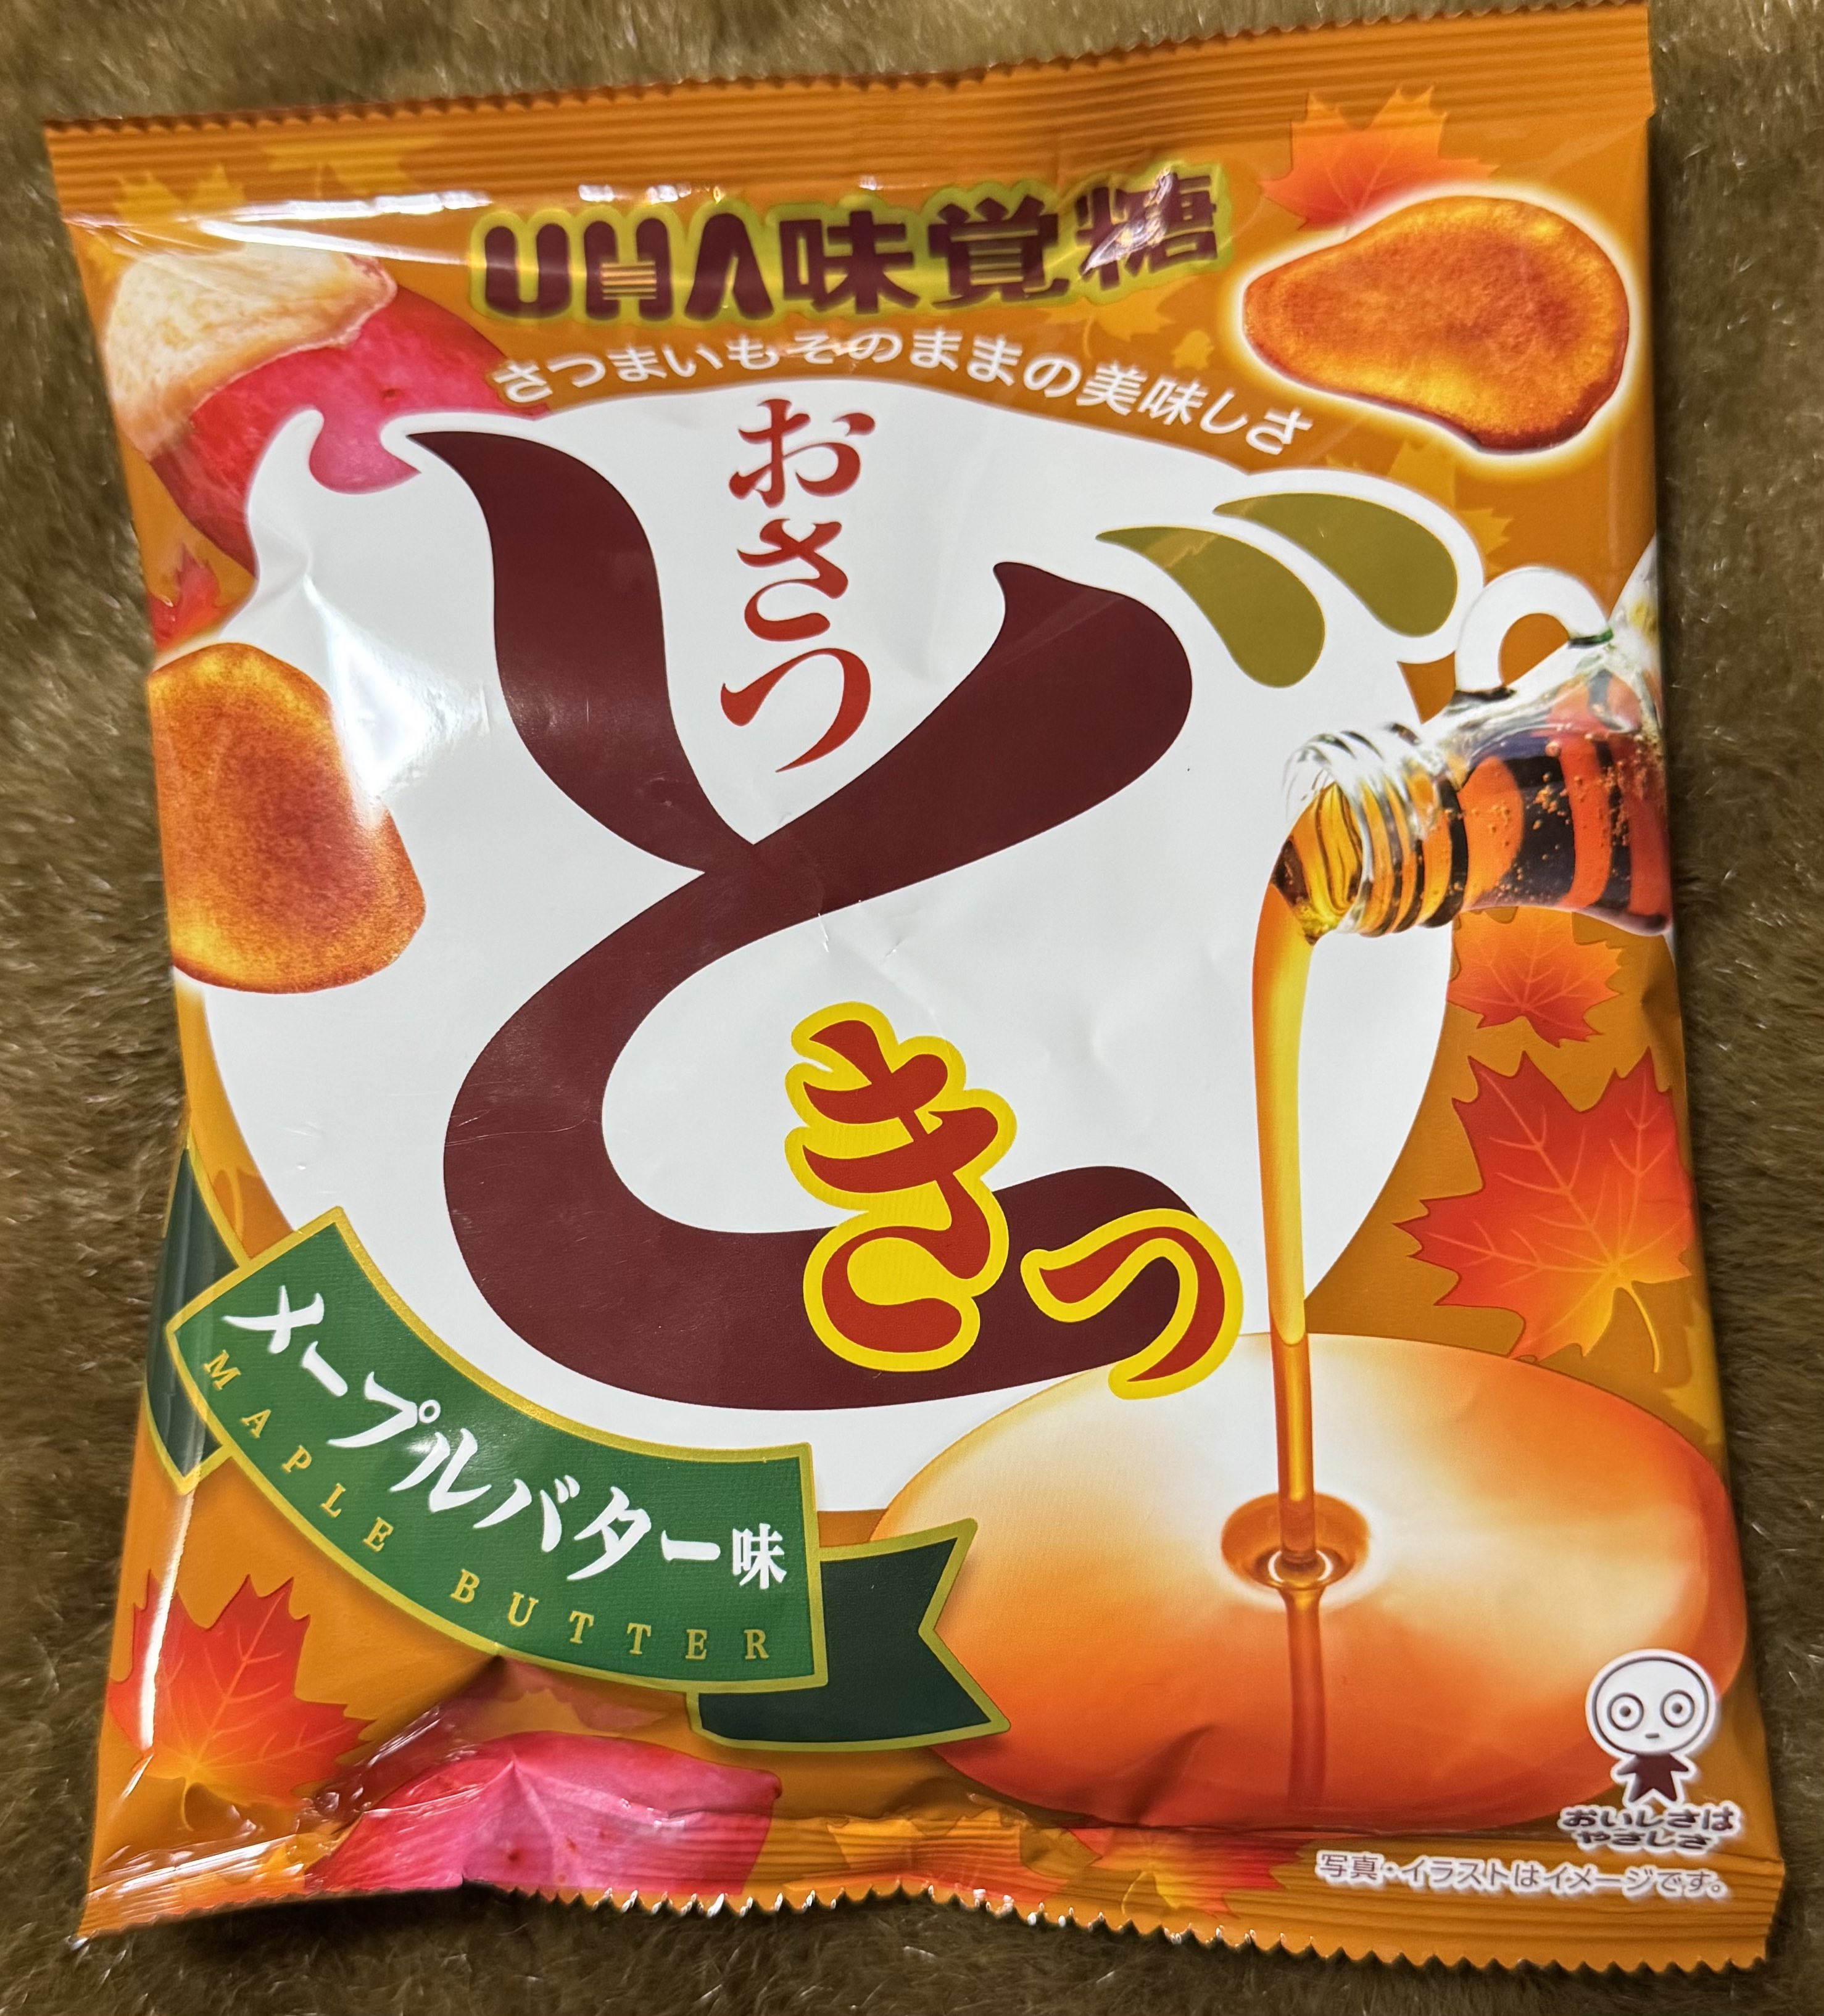 UHA味覚糖
さつまいもそのままの美味しさ
おさつ
どきっ
メープルバター味
MAPLE BUTTER
おいしさは
やさしさ
写真・イラストはイメージです。